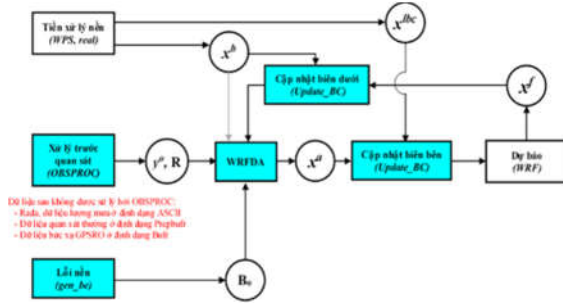 Tiền xử lý nền
(WPS, real)
x^lbc
x^b
Cập nhật biên dưới
(Update_BC)
x^f
Xử lý trước
quan sát
(OBSPROC)
y^o, R
WRFDA
x^a
Cập nhật biên bên
(Update_BC)
Dự báo
(WRF)
Dữ liệu sau không được xử lý bởi OBSPROC:
- Rada, dữ liệu lượng mưa ở định dạng ASCII
- Dữ liệu quan sát thường ở định dạng Prepbufr
- Dữ liệu bức xạ GPSRO ở định dạng Bufr
Lỗi nền
(gen_be)
B₀